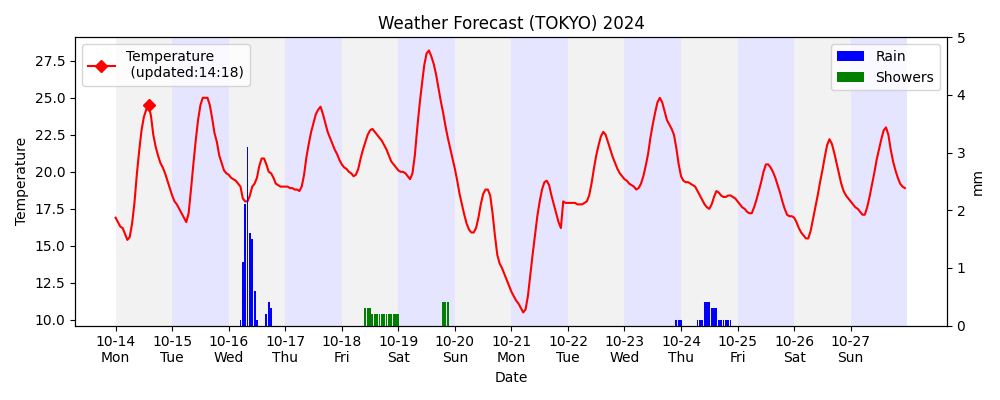 Weather Forecast (TOKYO) 2024
Temperature
(updated:14:18)
Rain
Showers
Temperature
27.5
25.0
22.5
20.0
17.5
15.0
12.5
10.0
5
4
3
2
1
0
mm
10-14 10-15 10-16 10-17 10-18 10-19 10-20 10-21 10-22 10-23 10-24 10-25 10-26 10-27
Mon Tue Wed Thu Fri Sat Sun Mon Tue Wed Thu Fri Sat Sun
Date